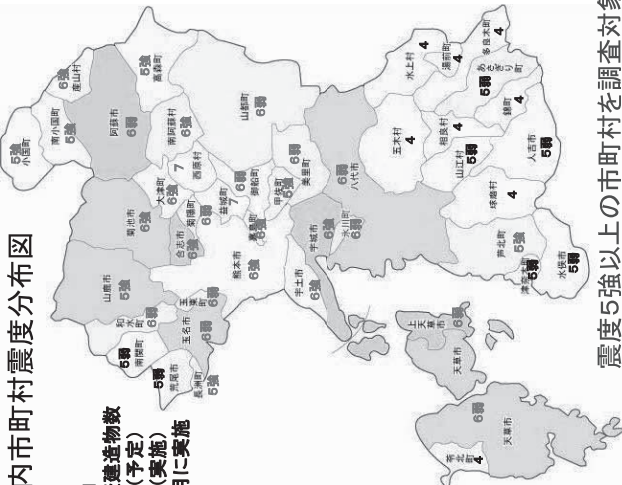 内市町村震度分布図
建造物数
(予定)
(実施)
月に実施
小国町
5強
南小国町
5強
産山村
6強
阿蘇市
6弱
高森町
5強
南阿蘇村
6強
菊池市
6強
山鹿市
5強
和水町
6弱
南関町
5弱
荒尾市
5弱
長洲町
5強
玉名市
6弱
玉東町
6弱
合志市
6強
大津町
6強
菊陽町
6強
西原村
7
熊本市
6強
益城町
7
嘉島町
6強
御船町
6弱
甲佐町
5強
山都町
6弱
美里町
6弱
宇土市
6強
宇城市
6強
氷川町
6弱
八代市
6弱
上天草市
6弱
天草市
天草市
6弱
苓北町
4
五木村
4
水上村
4
湯前町
4
多良木町
4
あさぎり町
5弱
相良村
4
山江村
5弱
錦町
4
人吉市
5弱
球磨村
4
芦北町
5強
津奈木町
5弱
水俣市
5弱
震度5強以上の市町村を調査対象